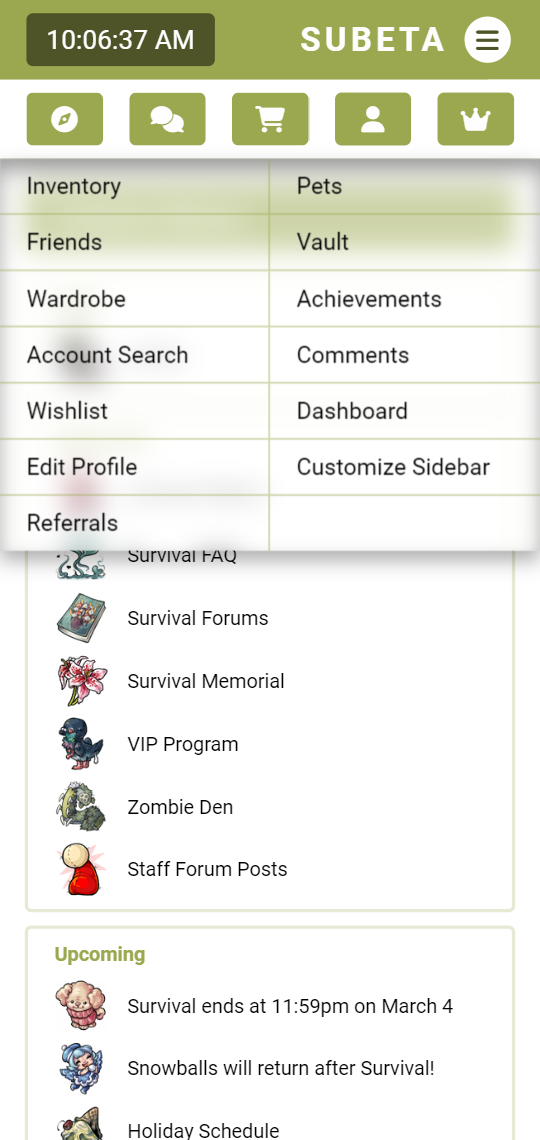 10:06:37 AM
SUBETA
Inventory
Pets
Friends
Vault
Wardrobe
Achievements
Account Search
Comments
Wishlist
Dashboard
Edit Profile
Customize Sidebar
Referrals
Survival FAQ
Survival Forums
Survival Memorial
VIP Program
Zombie Den
Staff Forum Posts
Upcoming
Survival ends at 11:59pm on March 4
Snowballs will return after Survival!
Holiday Schedule